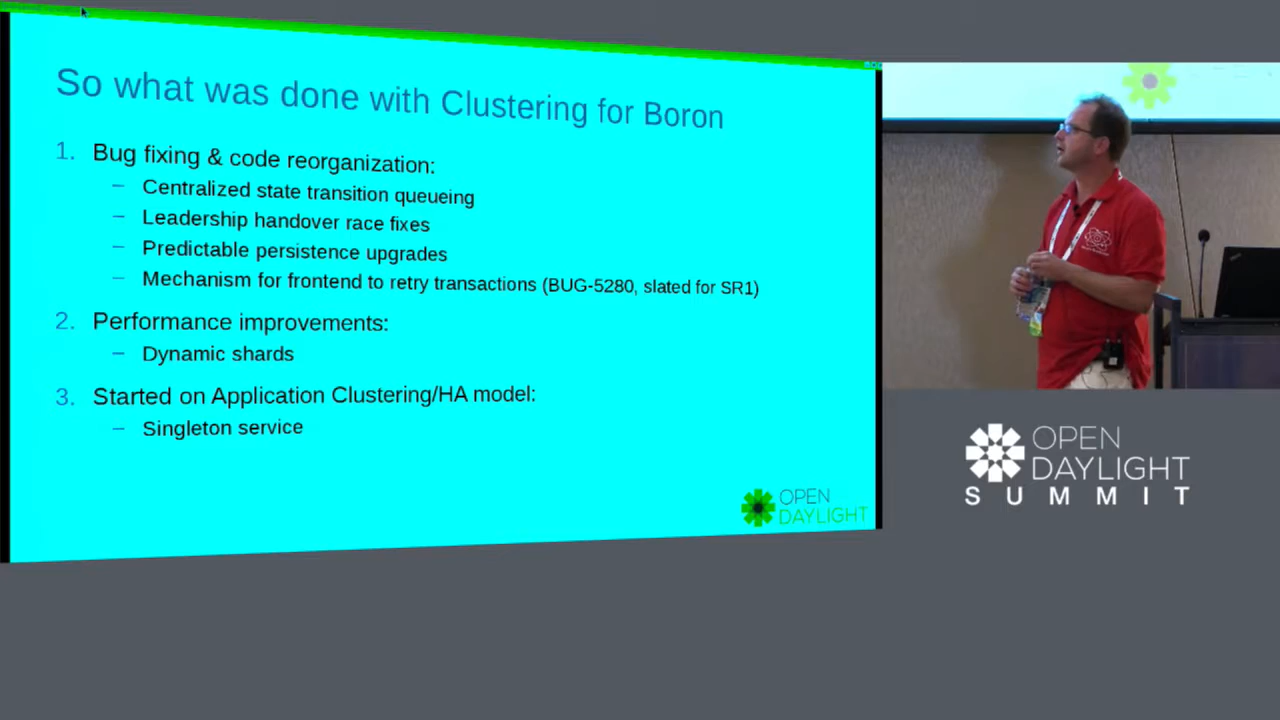 So what was done with Clustering for Boron
1. Bug fixing & code reorganization:
– Centralized state transition queueing
– Leadership handover race fixes
– Predictable persistence upgrades
– Mechanism for frontend to retry transactions (BUG-5280, slated for SR1)
2. Performance improvements:
– Dynamic shards
3. Started on Application Clustering/HA model:
– Singleton service
OPEN
DAYLIGHT
OPEN
DAYLIGHT
SUMMIT